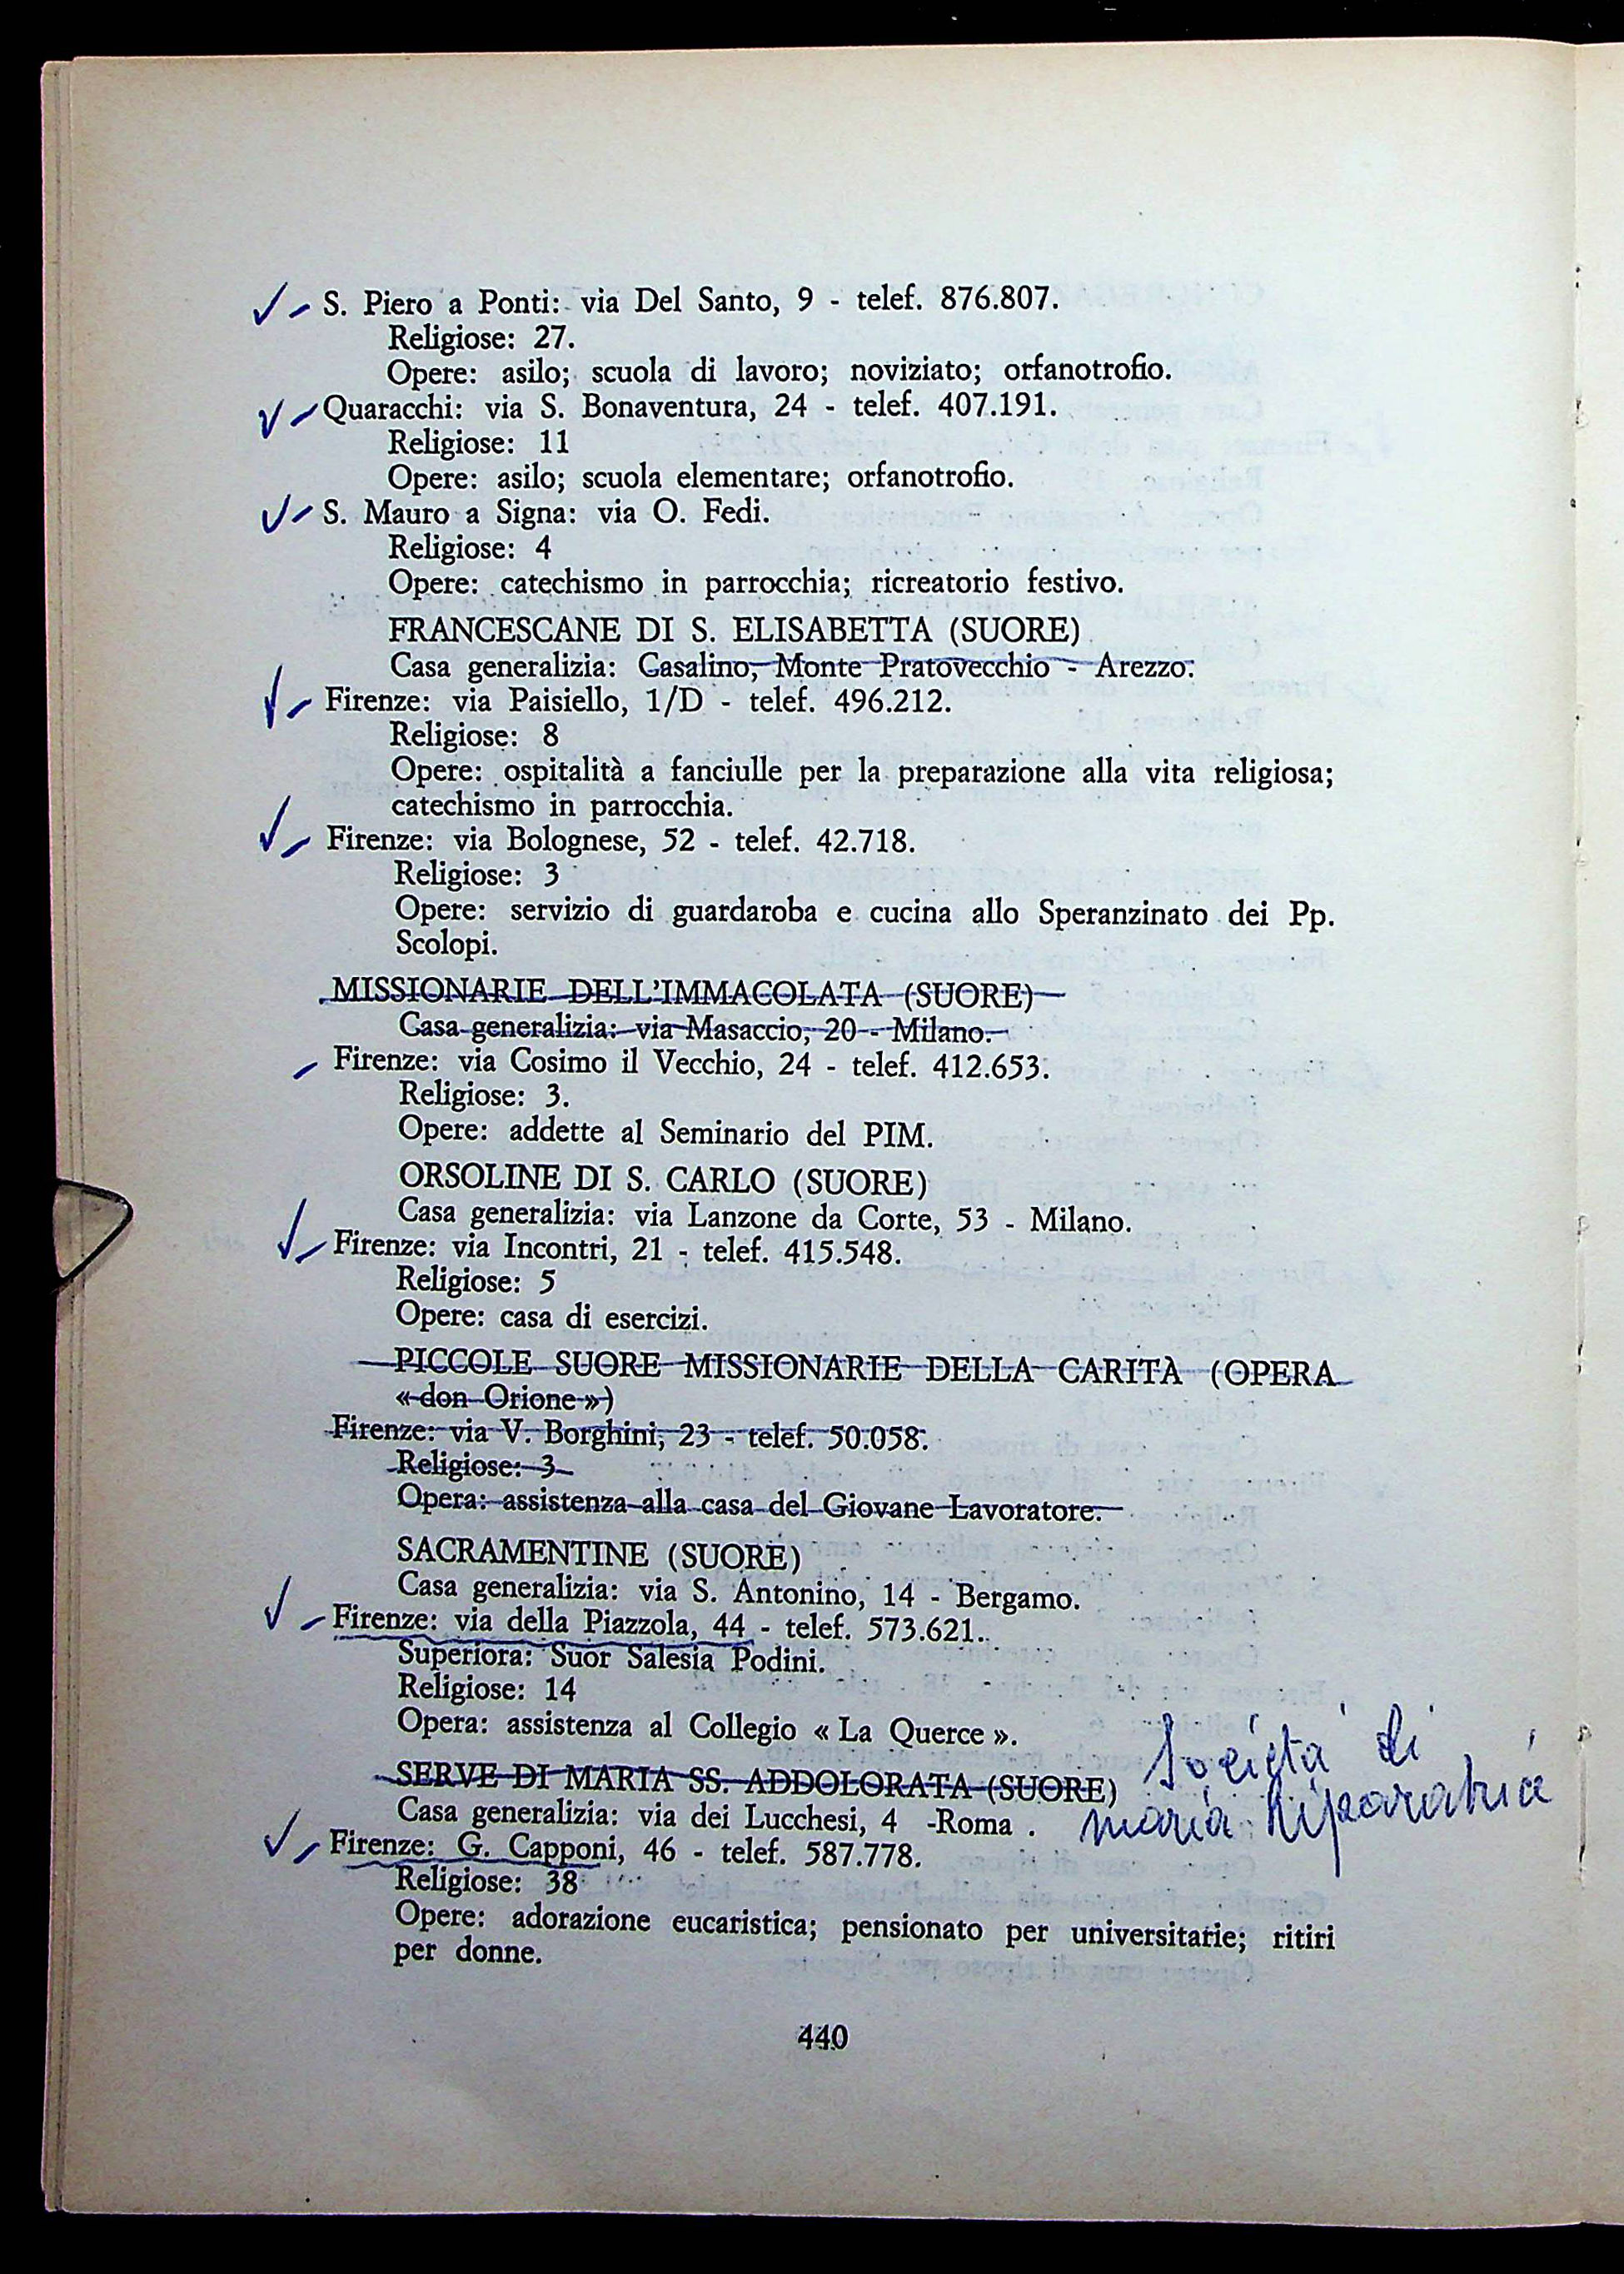 S. Piero a Ponti: via Del Santo, 9 - telef. 876.807.
Religiose: 27.
Opere: asilo; scuola di lavoro; noviziato; orfanotrofio.
Quaracchi: via S. Bonaventura, 24 - telef. 407.191.
Religiose: 11
Opere: asilo; scuola elementare; orfanotrofio.
S. Mauro a Signa: via O. Fedi.
Religiose: 4
Opere: catechismo in parrocchia; ricreatorio festivo.
FRANCESCANE DI S. ELISABETTA (SUORE)
Casa generalizia: Casalino, Monte Pratovecchio - Arezzo.
Firenze: via Paisiello, 1/D - telef. 496.212.
Religiose: 8
Opere: ospitalità a fanciulle per la preparazione alla vita religiosa;
catechismo in parrocchia.
Firenze: via Bolognese, 52 - telef. 42.718.
Religiose: 3
Opere: servizio di guardaroba e cucina allo Speranzinato dei Pp.
Scolopi.
MISSIONARIE DELL'IMMACOLATA (SUORE)
Casa generalizia: via Masaccio, 20 - Milano.
Firenze: via Cosimo il Vecchio, 24 - telef. 412.653.
Religiose: 3.
Opere: addette al Seminario del PIM.
ORSOLINE DI S. CARLO (SUORE)
Casa generalizia: via Lanzone da Corte, 53 - Milano.
Firenze: via Incontri, 21 - telef. 415.548.
Religiose: 5
Opere: casa di esercizi.
PICCOLE SUORE MISSIONARIE DELLA CARITÀ (OPERA
« don Orione »)
Firenze: via V. Borghini, 23 - telef. 50.058.
Religiose: 3
Opera: assistenza alla casa del Giovane Lavoratore.
SACRAMENTINE (SUORE)
Casa generalizia: via S. Antonino, 14 - Bergamo.
Firenze: via della Piazzola, 44 - telef. 573.621.
Superiora: Suor Salesia Podini.
Religiose: 14
Opera: assistenza al Collegio « La Querce ».
SERVE DI MARIA SS. ADDOLORATA (SUORE)
Società di
Maria Riparatrice
Casa generalizia: via dei Lucchesi, 4 -Roma .
Firenze: G. Capponi, 46 - telef. 587.778.
Religiose: 38
Opere: adorazione eucaristica; pensionato per universitarie; ritiri
per donne.
440